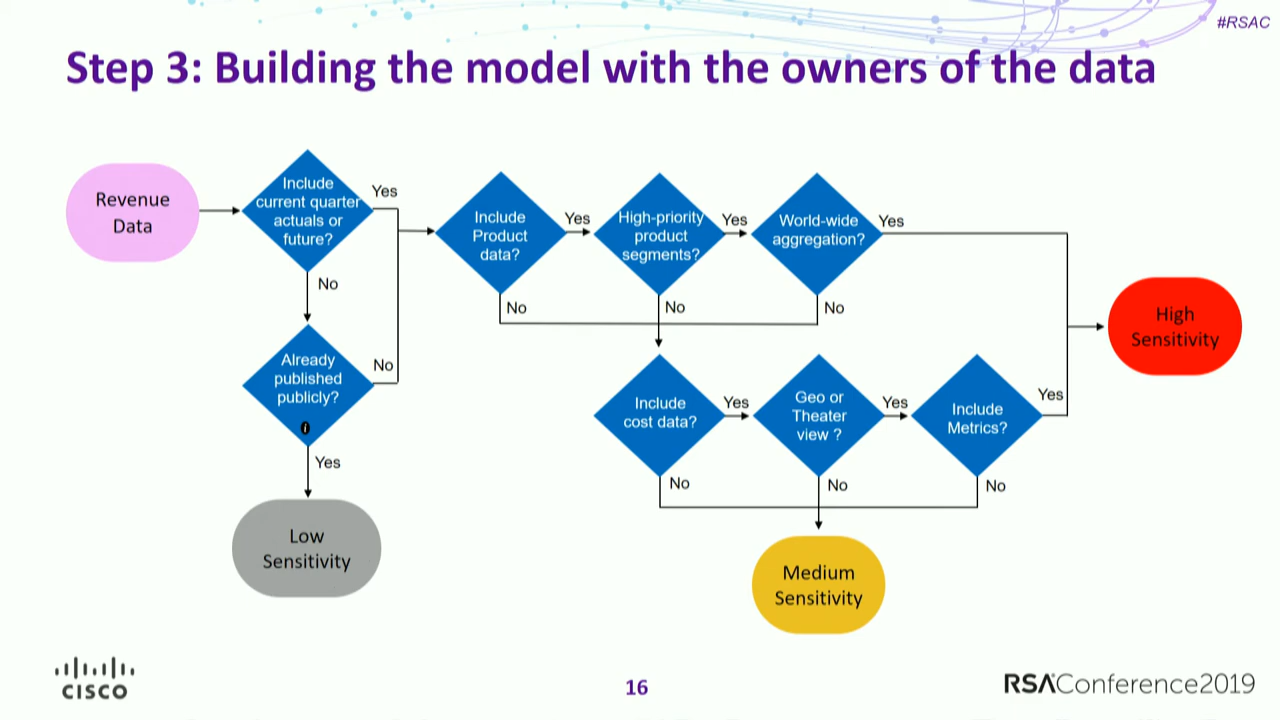 #RSAC
Step 3: Building the model with the owners of the data
Revenue
Data
Include
current quarter
actuals or
future?
Yes
No
Include
Product
data?
Yes
No
High-priority
product
segments?
Yes
No
World-wide
aggregation?
Yes
No
Already
published
publicly?
i
No
Yes
Include
cost data?
Yes
No
Geo or
Theater
view ?
Yes
No
Include
Metrics?
Yes
No
High
Sensitivity
Low
Sensitivity
Medium
Sensitivity
CISCO
16
RSAConference2019